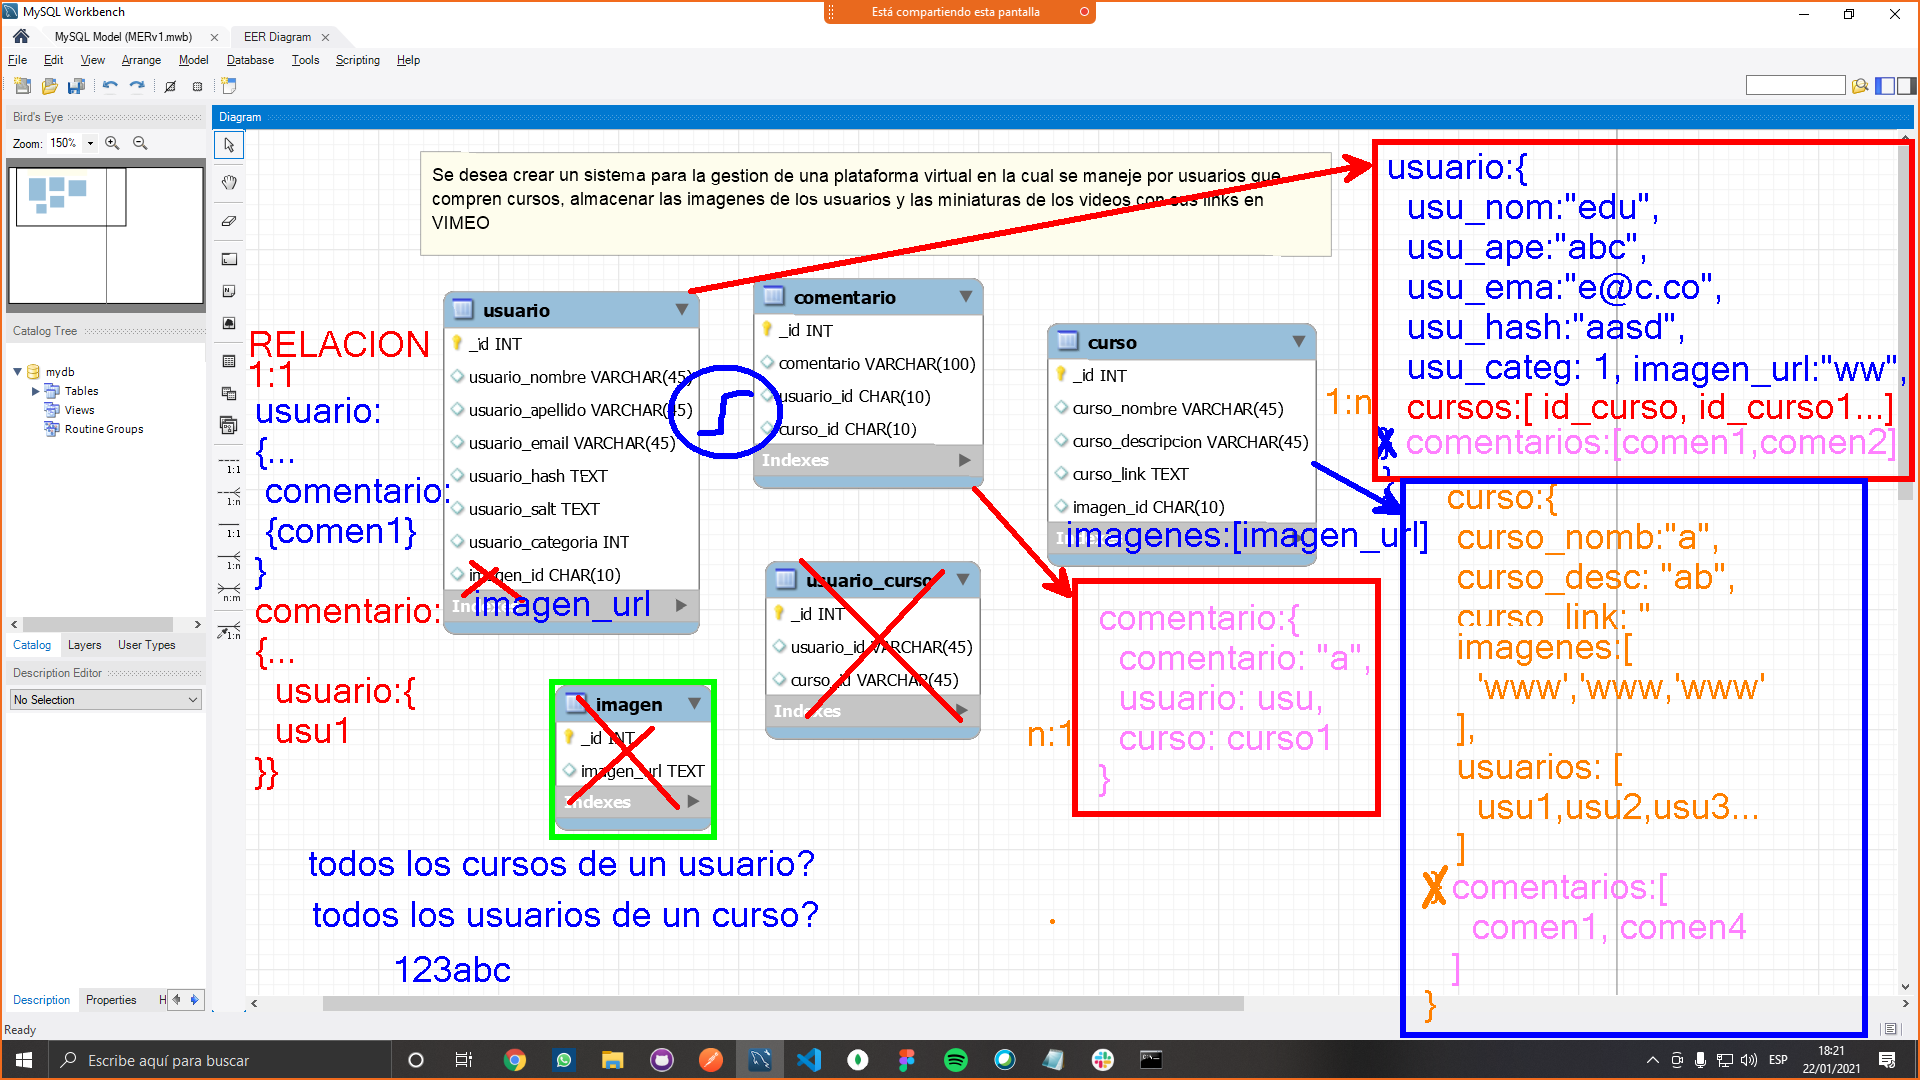 MySQL Workbench
Está compartiendo esta pantalla
MySQL Model (MERv1.mwb)
EER Diagram
File Edit View Arrange Model Database Tools Scripting Help
Bird's Eye
Zoom: 150%
Catalog Tree
mydb
Tables
Views
Routine Groups
Catalog Layers User Types
Description Editor
No Selection
Description Properties H
Ready
1:1
1:n
1:1
1:n
n:m
1:n
Diagram
Se desea crear un sistema para la gestion de una plataforma virtual en la cual se maneje por usuarios que
compren cursos, almacenar las imagenes de los usuarios y las miniaturas de los videos con sus links en
VIMEO
RELACION
1:1
usuario:
{...
comentario:
{comen1}
}
comentario:
{...
usuario:{
usu1
}}
usuario
_id INT
usuario_nombre VARCHAR(45)
usuario_apellido VARCHAR(45)
usuario_email VARCHAR(45)
usuario_hash TEXT
usuario_salt TEXT
usuario_categoria INT
imagen_id CHAR(10)
Indexes
imagen_url
comentario
_id INT
comentario VARCHAR(100)
usuario_id CHAR(10)
curso_id CHAR(10)
Indexes
curso
_id INT
curso_nombre VARCHAR(45)
curso_descripcion VARCHAR(45)
curso_link TEXT
imagen_id CHAR(10)
imagenes:[imagen_url]
usuario_curso
_id INT
usuario_id VARCHAR(45)
curso_id VARCHAR(45)
Indexes
imagen
_id INT
imagen_url TEXT
Indexes
todos los cursos de un usuario?
todos los usuarios de un curso?
123abc
1:n
n:1
usuario:{
usu_nom:"edu",
usu_ape:"abc",
usu_ema:"e@c.co",
usu_hash:"aasd",
usu_categ: 1, imagen_url:"ww",
cursos:[ id_curso, id_curso1...]
comentarios:[comen1,comen2]
}
comentario:{
comentario: "a",
usuario: usu,
curso: curso1
}
curso:{
curso_nomb:"a",
curso_desc: "ab",
curso_link: "
imagenes:[
'www','www,'www'
],
usuarios: [
usu1,usu2,usu3...
]
comentarios:[
comen1, comen4
]
}
Escribe aquí para buscar
ESP
18:21
22/01/2021